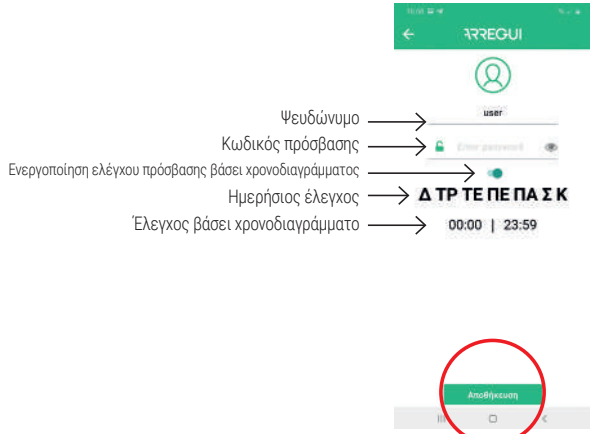 ARREGUI
user
Ψευδώνυμο
Κωδικός πρόσβασης
Enter password
Ενεργοποίηση ελέγχου πρόσβασης βάσει χρονοδιαγράμματος
Ημερήσιος έλεγχος
Δ ΤΡ ΤΕ ΠΕ ΠΑ Σ Κ
Έλεγχος βάσει χρονοδιαγράμματο
00:00 | 23:59
Αποθήκευση